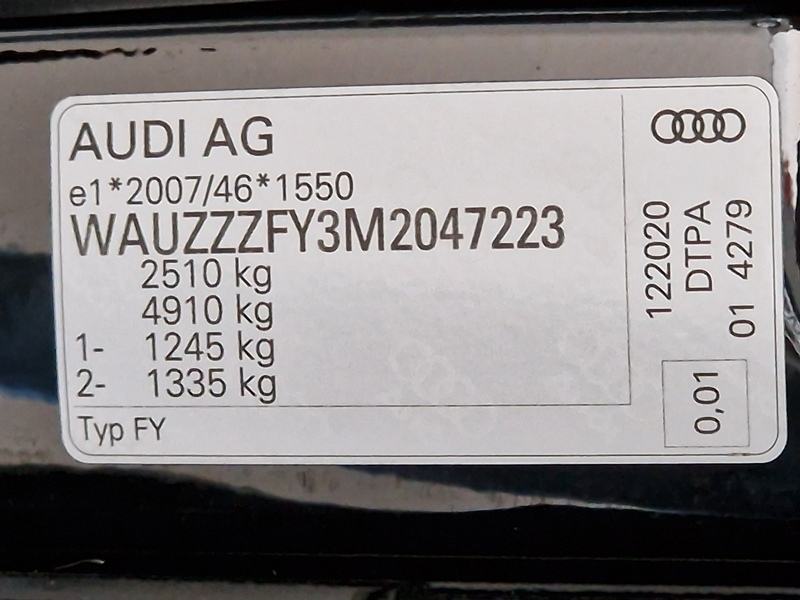 AUDI AG
e1*2007/46*1550
WAUZZZFY3M2047223
2510 kg
4910 kg
1- 1245 kg
2- 1335 kg
Typ FY
122020
DTPA
01 4279
0,01